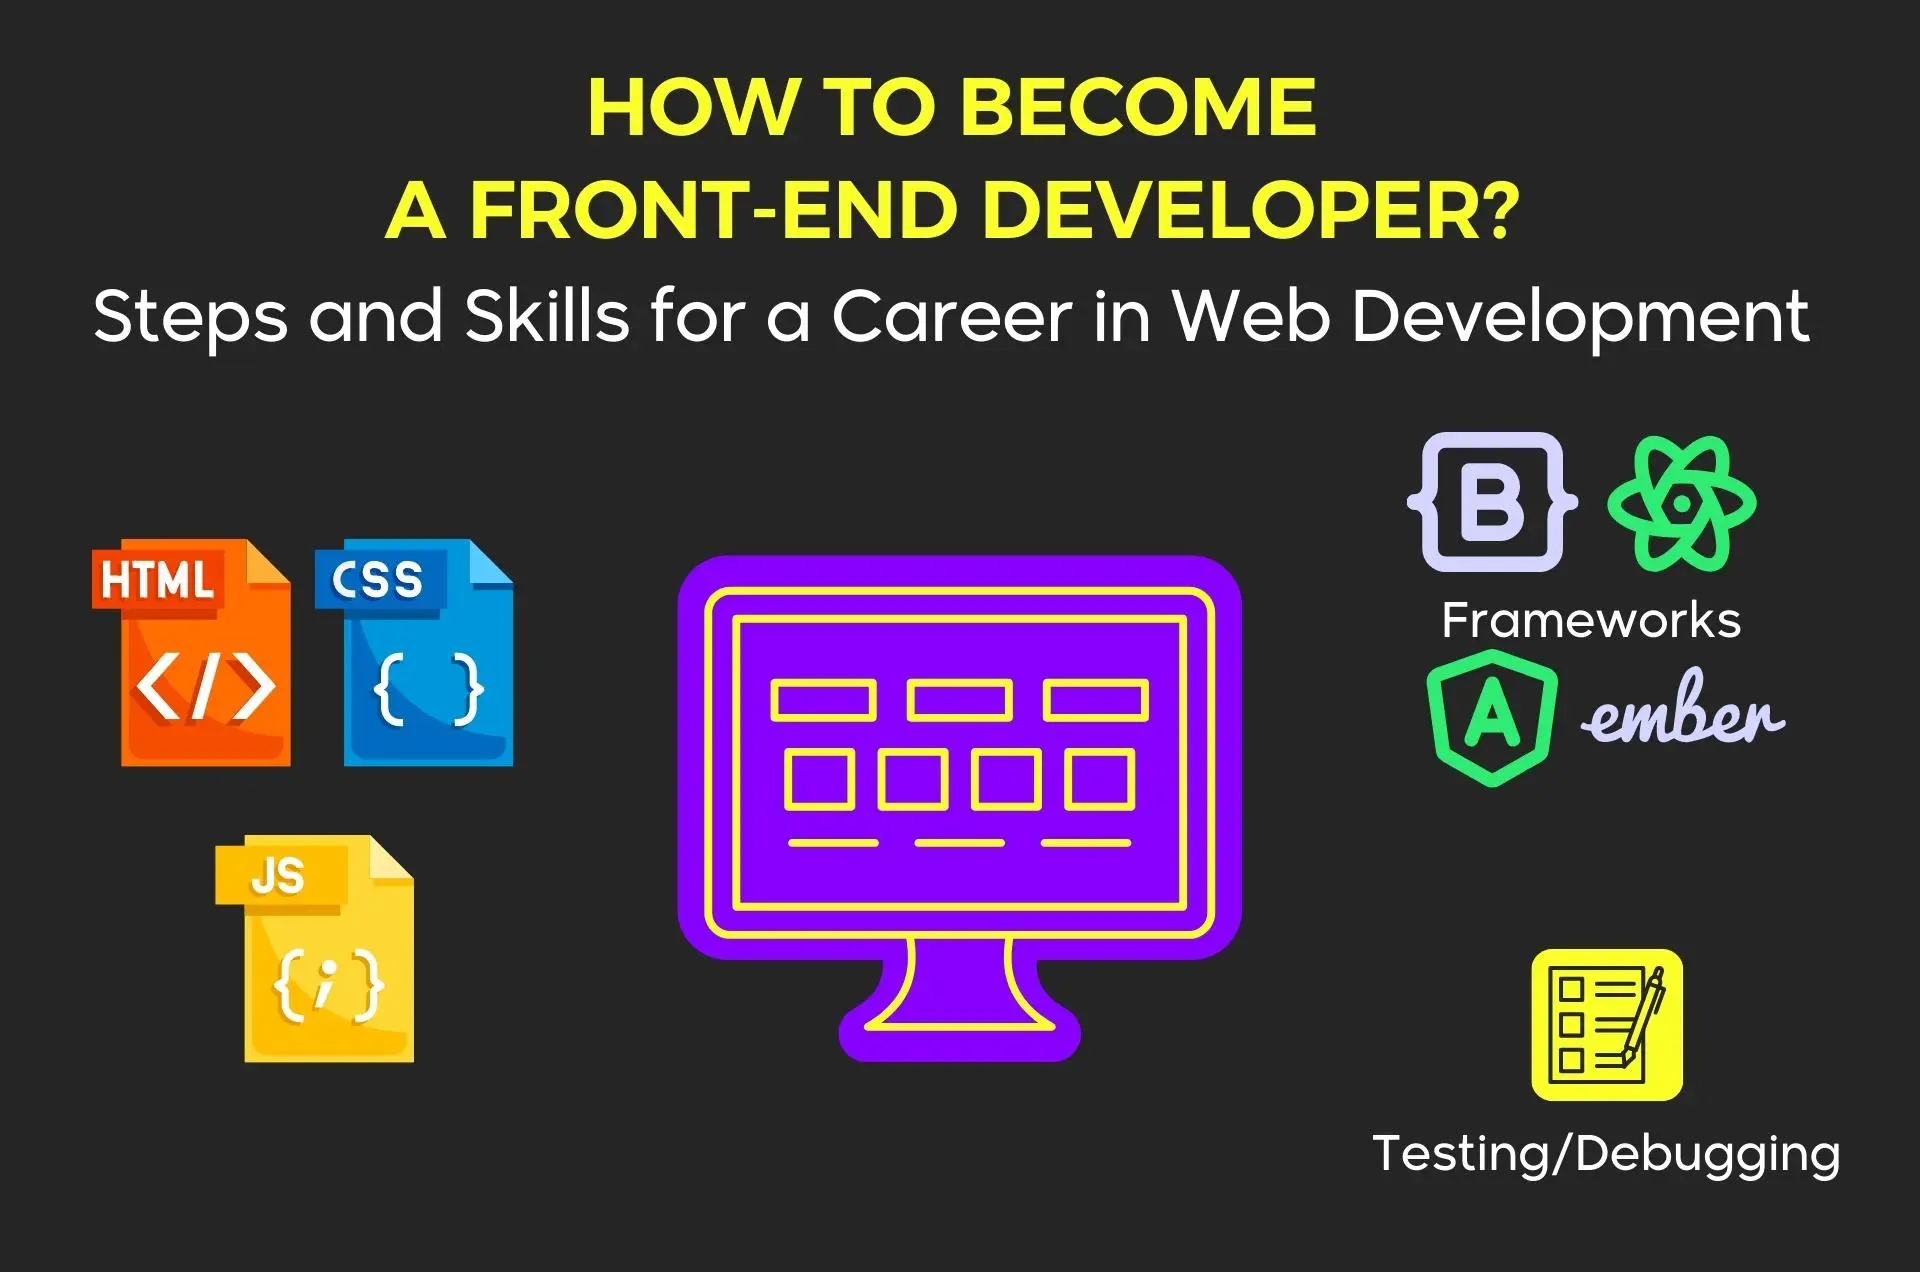 HOW TO BECOME
A FRONT-END DEVELOPER?
Steps and Skills for a Career in Web Development
HTML
</>
CSS
{ }
JS
{;}
B
Frameworks
A
ember
Testing/Debugging